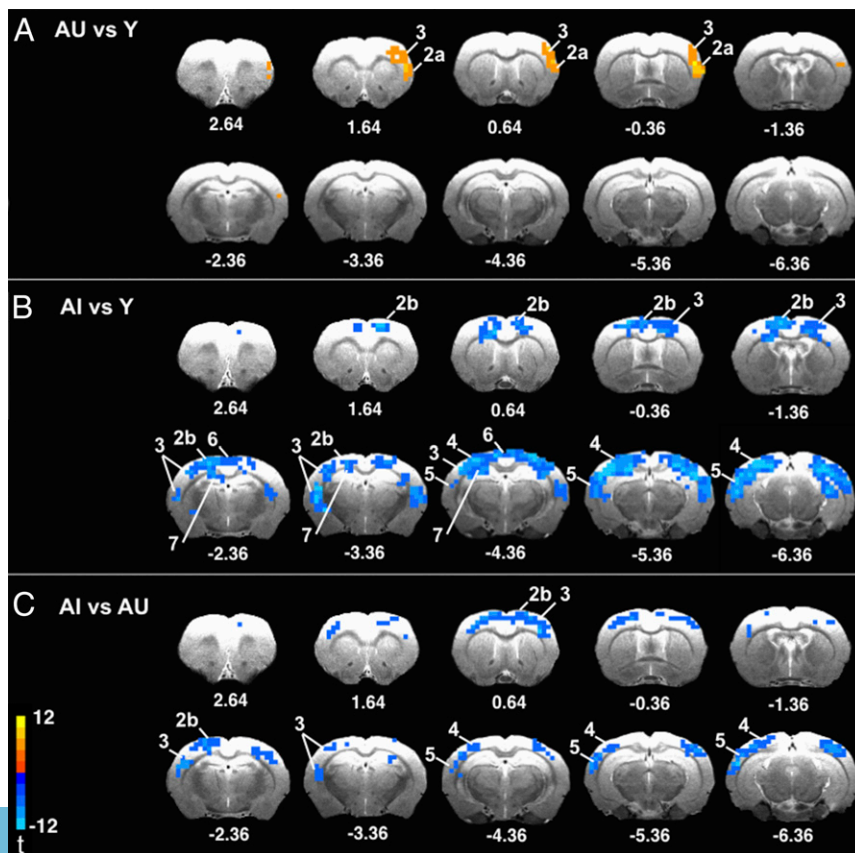 A AU vs Y
3 3 3
2a 2a 2a
2.64 1.64 0.64 -0.36 -1.36
-2.36 -3.36 -4.36 -5.36 -6.36
B AI vs Y
2b 2b 2b 3 2b 3
2.64 1.64 0.64 -0.36 -1.36
3 2b 6 3 2b 3 4 6 4 4
5 5 5
7 7 7
-2.36 -3.36 -4.36 -5.36 -6.36
C AI vs AU
2b 3
2.64 1.64 0.64 -0.36 -1.36
12
3 2b 3 4 4 4
5 5 5
-12
t
-2.36 -3.36 -4.36 -5.36 -6.36